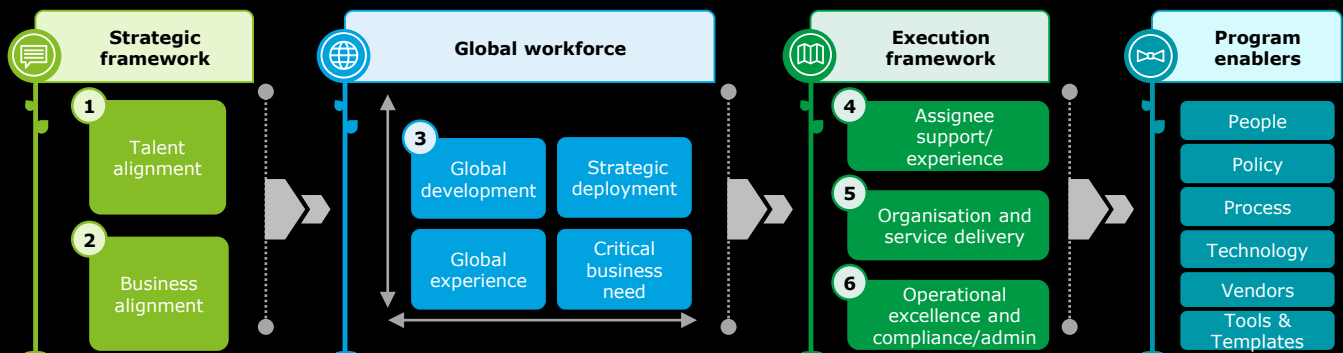 Strategic
framework
1
Talent
alignment
2
Business
alignment
Global workforce
3
Global
development
Strategic
deployment
Global
experience
Critical
business
need
Execution
framework
4
Assignee
support/
experience
5
Organisation and
service delivery
6
Operational
excellence and
compliance/admin
Program
enablers
People
Policy
Process
Technology
Vendors
Tools &
Templates